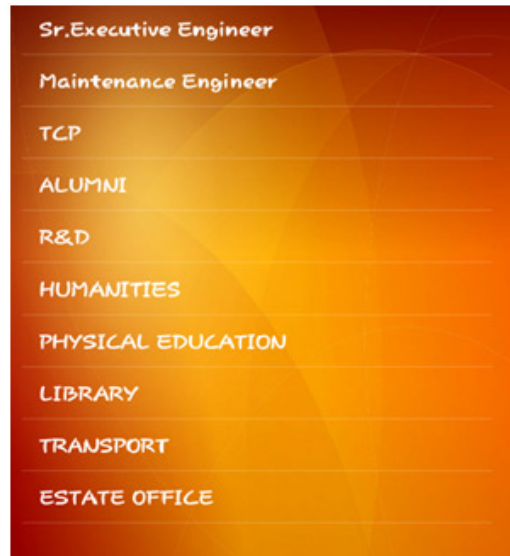 Sr.Executive Engineer
Maintenance Engineer
TCP
ALUMNI
R&D
HUMANITIES
PHYSICAL EDUCATION
LIBRARY
TRANSPORT
ESTATE OFFICE